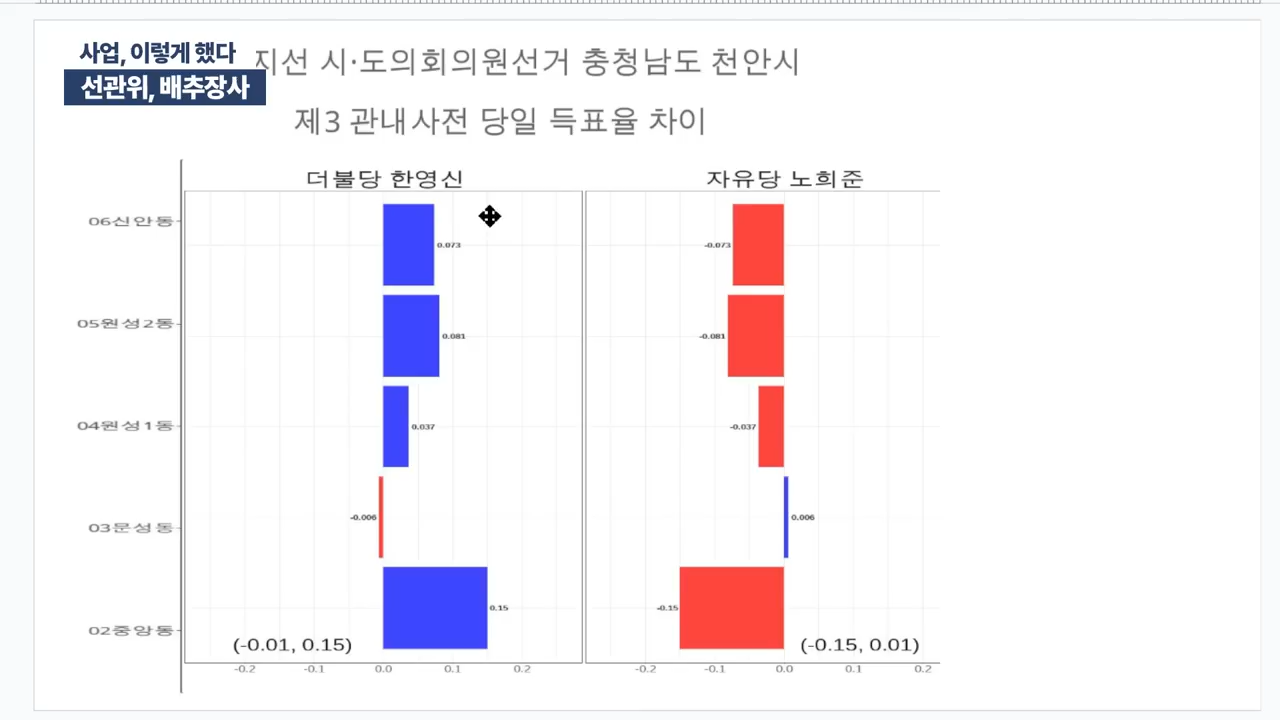 사업, 이렇게 했다
선관위, 배추장사
지선 시·도의회의원선거 충청남도 천안시
제3 관내사전 당일 득표율 차이
더불당 한영신
자유당 노희준
06신안동
0.073
-0.073
05원성2동
0.081
-0.081
04원성1동
0.037
-0.037
03문성동
-0.006
0.006
02중앙동
0.15
-0.15
(-0.01, 0.15)
(-0.15, 0.01)
-0.2 -0.1 0.0 0.1 0.2
-0.2 -0.1 0.0 0.1 0.2